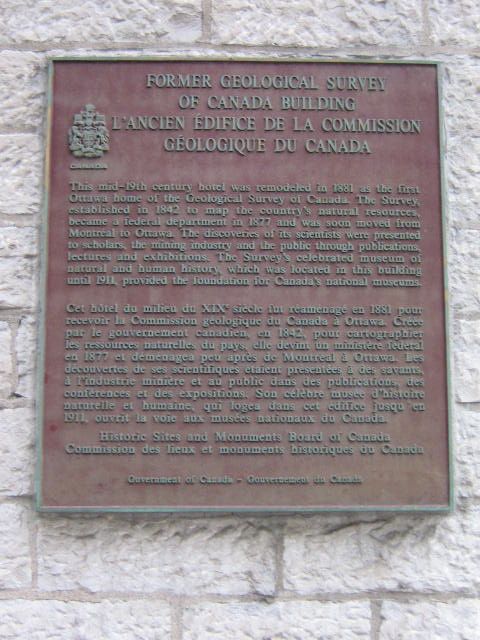 FORMER GEOLOGICAL SURVEY
OF CANADA BUILDING
L'ANCIEN ÉDIFICE DE LA COMMISSION
GÉOLOGIQUE DU CANADA
CANADA
This mid-19th century hotel was remodeled in 1881 as the first
Ottawa home of the Geological Survey of Canada. The Survey,
established in 1842 to map the country's natural resources,
became a federal department in 1877 and was soon moved from
Montréal to Ottawa. The discoveries of its scientists were presented
to scholars, the mining industry and the public through publications,
lectures and exhibitions. The Survey's celebrated museum of
natural and human history, which was located in this building
until 1911, provided the foundation for Canada's national museums.
Cet hôtel du milieu du XIXe siècle fut réaménagé en 1881 pour
recevoir la Commission géologique du Canada à Ottawa. Créée
par le gouvernement canadien, en 1842, pour cartographier
les ressources naturelles du pays, elle devint un ministère fédéral
en 1877 et déménagea peu après de Montréal à Ottawa. Les
découvertes de ses scientifiques étaient présentées à des savants,
à l'industrie minière et au public dans des publications, des
conférences et des expositions. Son célèbre musée d'histoire
naturelle et humaine, qui logea dans cet édifice jusqu'en
1911, ouvrit la voie aux musées nationaux du Canada.
Historic Sites and Monuments Board of Canada
Commission des lieux et monuments historiques du Canada
Government of Canada - Gouvernement du Canada